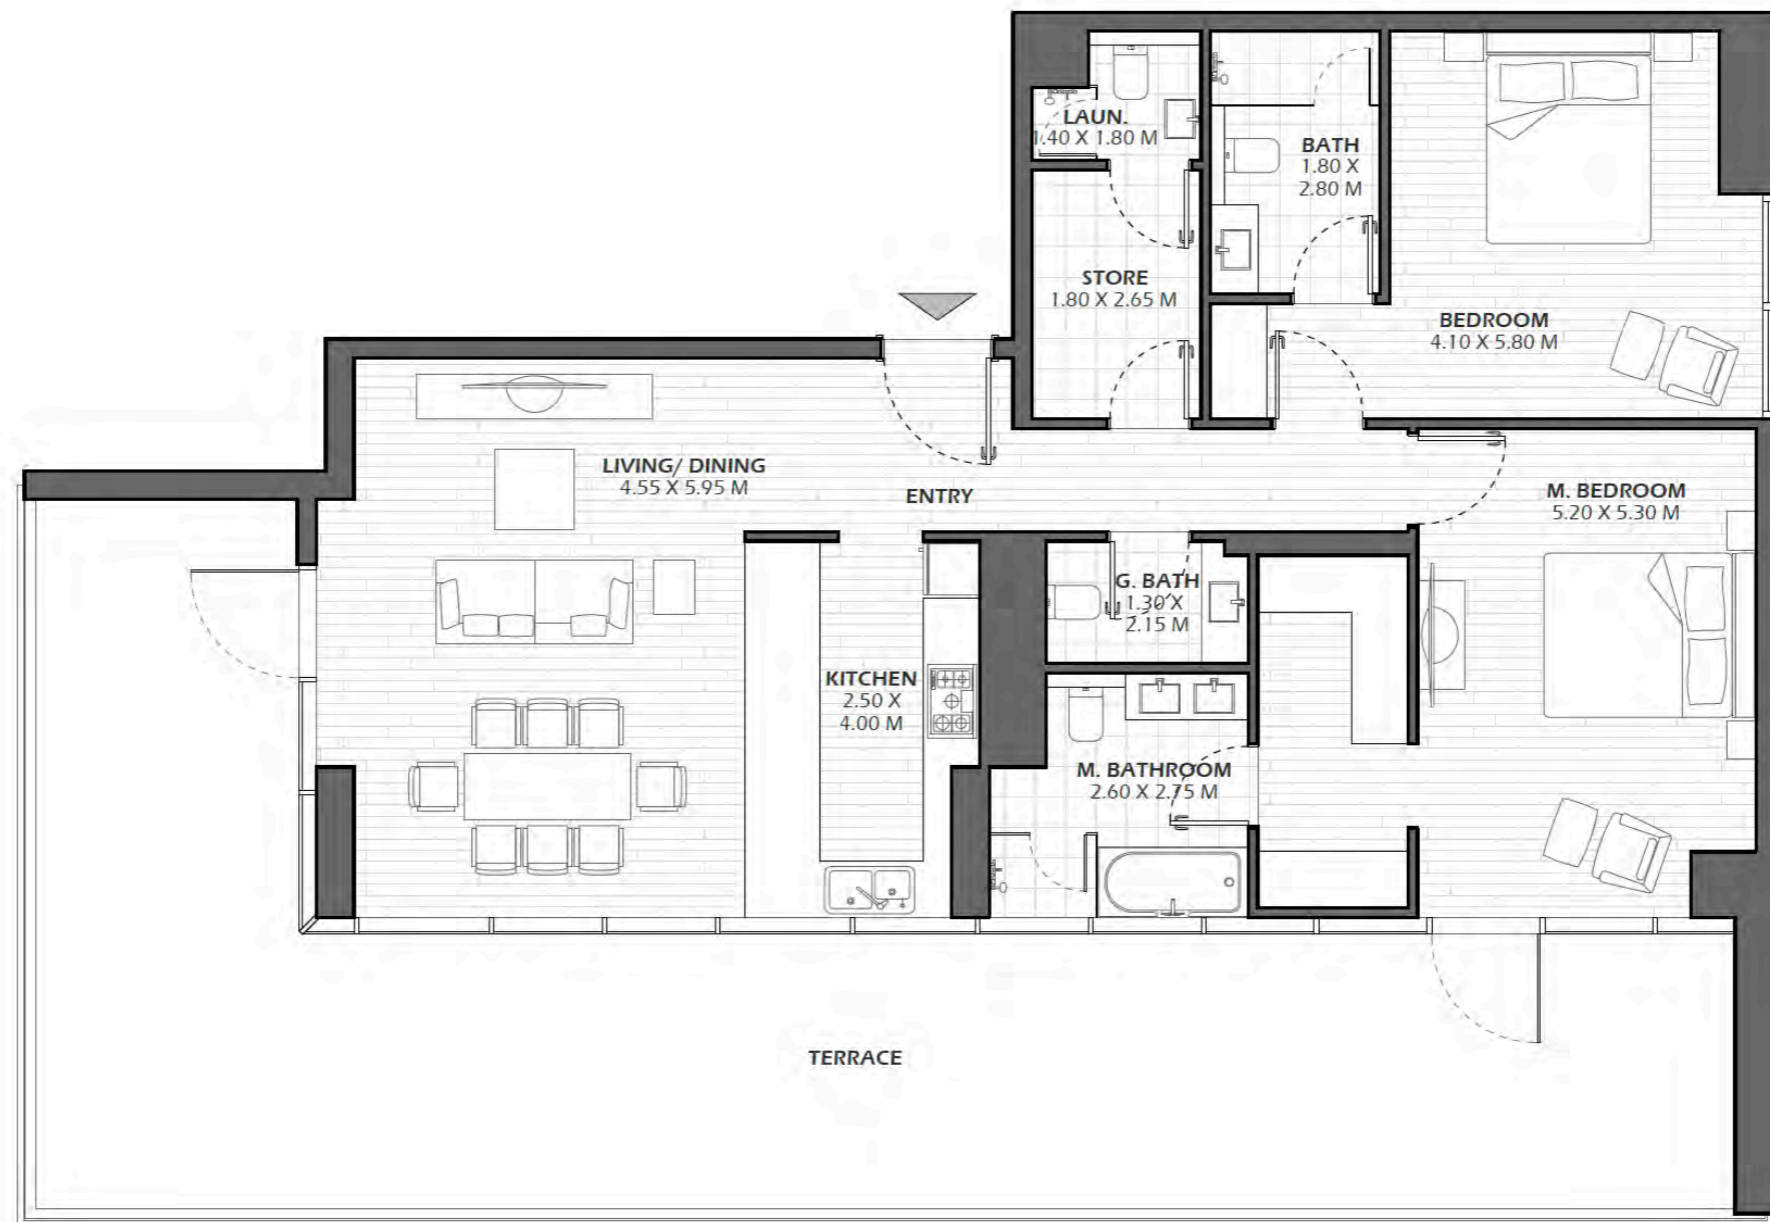 LAUN.
1.40 X 1.80 M
BATH
1.80 X
2.80 M
STORE
1.80 X 2.65 M
BEDROOM
4.10 X 5.80 M
LIVING/ DINING
4.55 X 5.95 M
ENTRY
M. BEDROOM
5.20 X 5.30 M
G. BATH
1.30 X
2.15 M
KITCHEN
2.50 X
4.00 M
M. BATHROOM
2.60 X 2.75 M
TERRACE